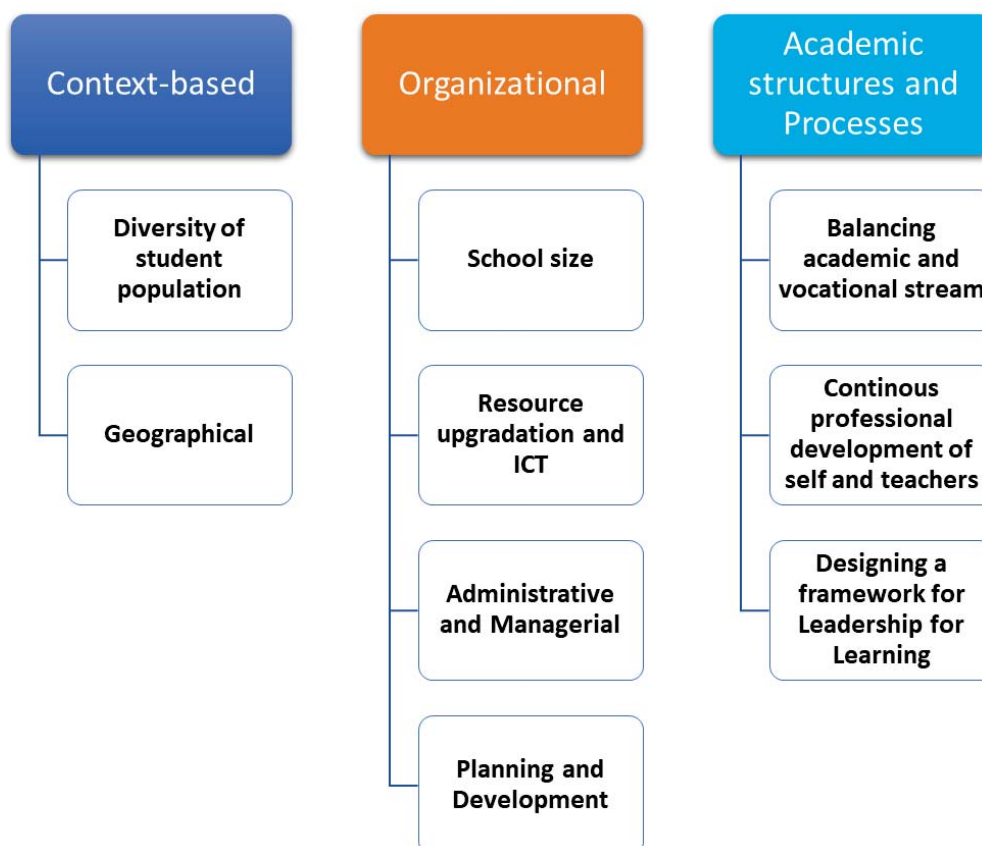 Context-based
Diversity of
student
population
Geographical
Organizational
School size
Resource
upgradation and
ICT
Administrative
and Managerial
Planning and
Development
Academic
structures and
Processes
Balancing
academic and
vocational stream
Continous
professional
development of
self and teachers
Designing a
framework for
Leadership for
Learning